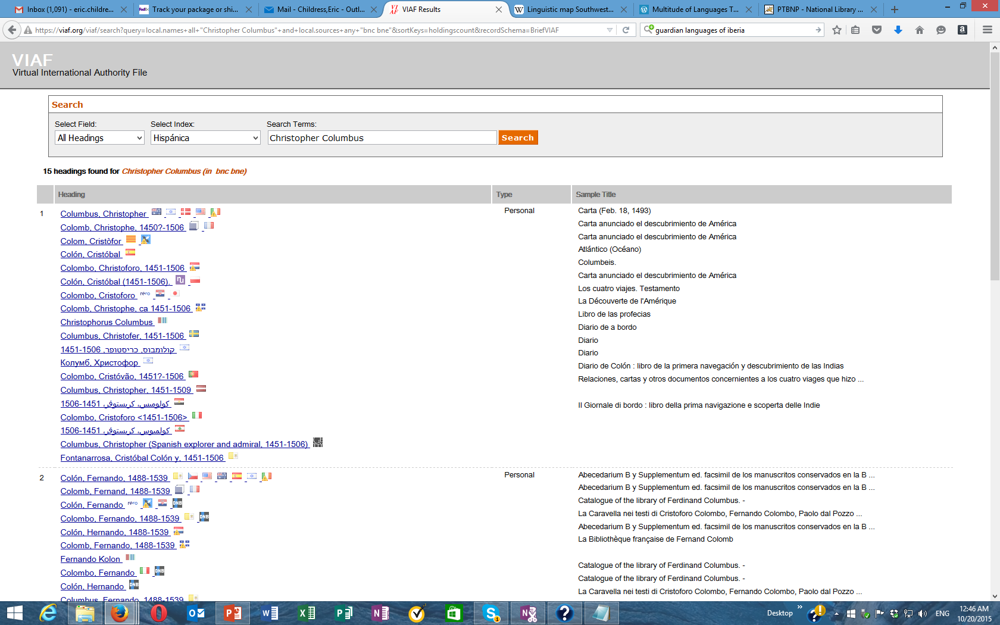 Inbox (1,091) - eric.childre...
Track your package or shi...
Mail - Childress,Eric - Outl...
VIAF Results
Linguistic map Southwest...
Multitude of Languages T...
PTBNP - National Library ...
https://viaf.org/viaf/search?query=local.names+all+"Christopher Columbus"+and+local.sources+any+"bnc bne"&sortKeys=holdingscount&recordSchema=BriefVIAF
guardian languages of iberia
VIAF
Virtual International Authority File
Search
Select Field: Select Index: Search Terms:
All Headings Hispánica Christopher Columbus Search
15 headings found for Christopher Columbus (in bnc bne)
Heading Type Sample Title
1 Columbus, Christopher Personal Carta (Feb. 18, 1493)
Colomb, Christophe, 1450?-1506 Carta anunciado el descubrimiento de América
Colom, Cristòfor Carta anunciado el descubrimiento de América
Colón, Cristóbal Atlántico (Océano)
Colombo, Christoforo, 1451-1506 Columbeis.
Colón, Cristóbal (1451-1506). Carta anunciado el descubrimiento de América
Colombo, Cristoforo rero Los cuatro viajes. Testamento
Colomb, Christophe, ca 1451-1506 La Découverte de l'Amérique
Christophorus Columbus Libro de las profecias
Columbus, Christofer, 1451-1506 Diario de a bordo
קולומבוס, כריסטופר, 1451-1506 Diario
Колумб, Христофор Diario
Colombo, Cristóvão, 1451?-1506 Diario de Colón : libro de la primera navegación y descubrimiento de las Indias
Columbus, Christopher, 1451-1509 Relaciones, cartas y otros documentos concernientes a los cuatro viages que hizo ...
كولومبس، كريستوفر، 1451-1506
Colombo, Cristoforo <1451-1506> Il Giornale di bordo : libro della prima navigazione e scoperta delle Indie
كولمبوس، كريستوفر، 1451-1506
Columbus, Christopher (Spanish explorer and admiral, 1451-1506)
Fontanarrosa, Cristóbal Colón y, 1451-1506
2 Colón, Fernando, 1488-1539 Personal Abecedarium B y Supplementum ed. facsimil de los manuscritos conservados en la B ...
Colomb, Fernand, 1488-1539 Abecedarium B y Supplementum ed. facsimil de los manuscritos conservados en la B ...
Colón, Fernando rero DNB Catalogue of the library of Ferdinand Columbus. -
Colombo, Fernando, 1488-1539 DNB La Caravella nei testi di Cristoforo Colombo, Fernando Colombo, Paolo dal Pozzo ...
Colón, Hernando, 1488-1539 Abecedarium B y Supplementum ed. facsimil de los manuscritos conservados en la B ...
Colomb, Fernando, 1488-1539 La Bibliothèque française de Fernand Colomb
Fernando Kolon
Colombo, Fernando DNB Catalogue of the library of Ferdinand Columbus. -
Colón, Hernando DNB Catalogue of the library of Ferdinand Columbus. -
Columbus, Fernando, 1488-1539 La Caravella nei testi di Cristoforo Colombo, Fernando Colombo, Paolo dal Pozzo ...
Desktop
ENG
12:46 AM
10/20/2015